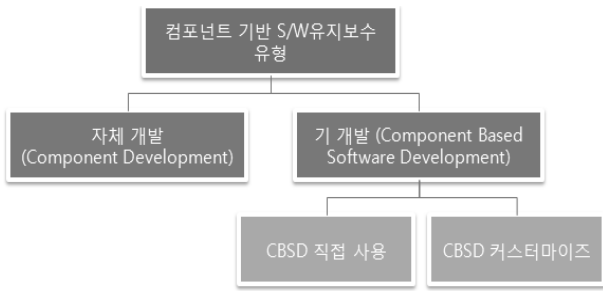 컴포넌트 기반 S/W유지보수
유형
자체 개발
(Component Development)
기 개발 (Component Based
Software Development)
CBSD 직접 사용
CBSD 커스터마이즈